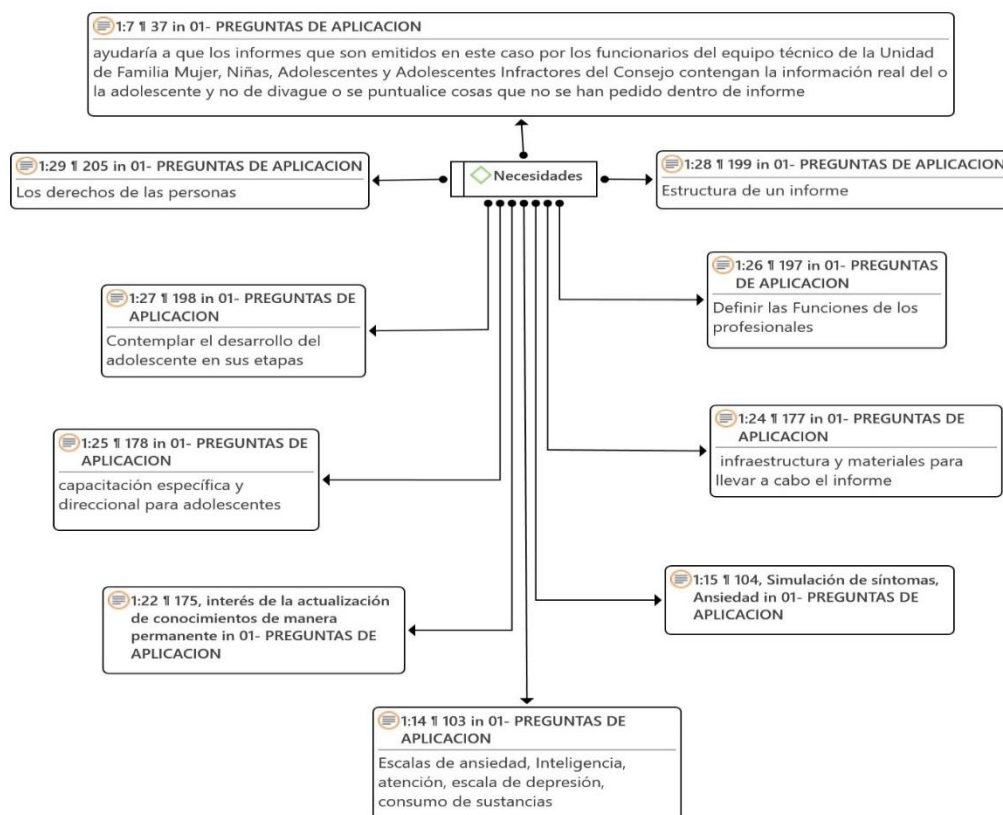 1:7 ¶ 37 in 01- PREGUNTAS DE APLICACION
ayudaría a que los informes que son emitidos en este caso por los funcionarios del equipo técnico de la Unidad
de Familia Mujer, Niñas, Adolescentes y Adolescentes Infractores del Consejo contengan la información real del o
la adolescente y no de divague o se puntualice cosas que no se han pedido dentro de informe
1:29 ¶ 205 in 01- PREGUNTAS DE APLICACION
Los derechos de las personas
Necesidades
1:28 ¶ 199 in 01- PREGUNTAS DE APLICACION
Estructura de un informe
1:26 ¶ 197 in 01- PREGUNTAS
DE APLICACION
Definir las Funciones de los
profesionales
1:27 ¶ 198 in 01- PREGUNTAS DE
APLICACION
Contemplar el desarrollo del
adolescente en sus etapas
1:24 ¶ 177 in 01- PREGUNTAS DE
APLICACION
infraestructura y materiales para
llevar a cabo el informe
1:25 ¶ 178 in 01- PREGUNTAS DE
APLICACION
capacitación específica y
direccional para adolescentes
1:15 ¶ 104, Simulación de síntomas,
Ansiedad in 01- PREGUNTAS DE
APLICACION
1:22 ¶ 175, interés de la actualización
de conocimientos de manera
permanente in 01- PREGUNTAS DE
APLICACION
1:14 ¶ 103 in 01- PREGUNTAS DE
APLICACION
Escalas de ansiedad, Inteligencia,
atención, escala de depresión,
consumo de sustancias